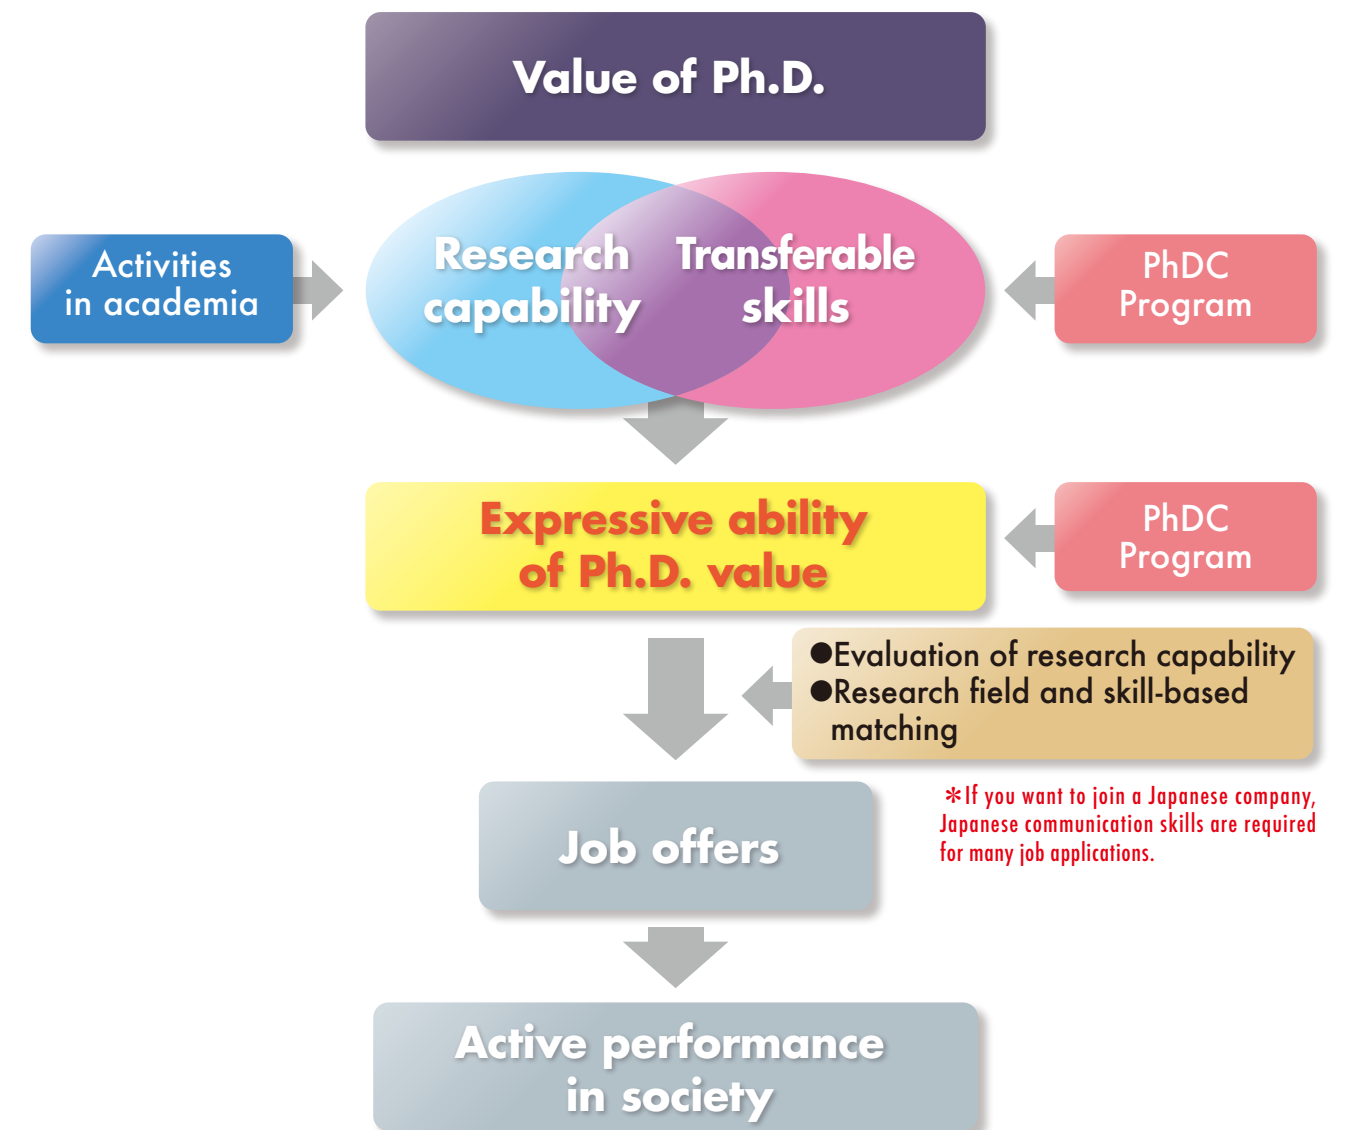 Value of Ph.D.
Activities
in academia
Research
capability
Transferable
skills
PhDC
Program
Expressive ability
of Ph.D. value
PhDC
Program
●Evaluation of research capability
●Research field and skill-based
matching
*If you want to join a Japanese company,
Japanese communication skills are required
for many job applications.
Job offers
Active performance
in society